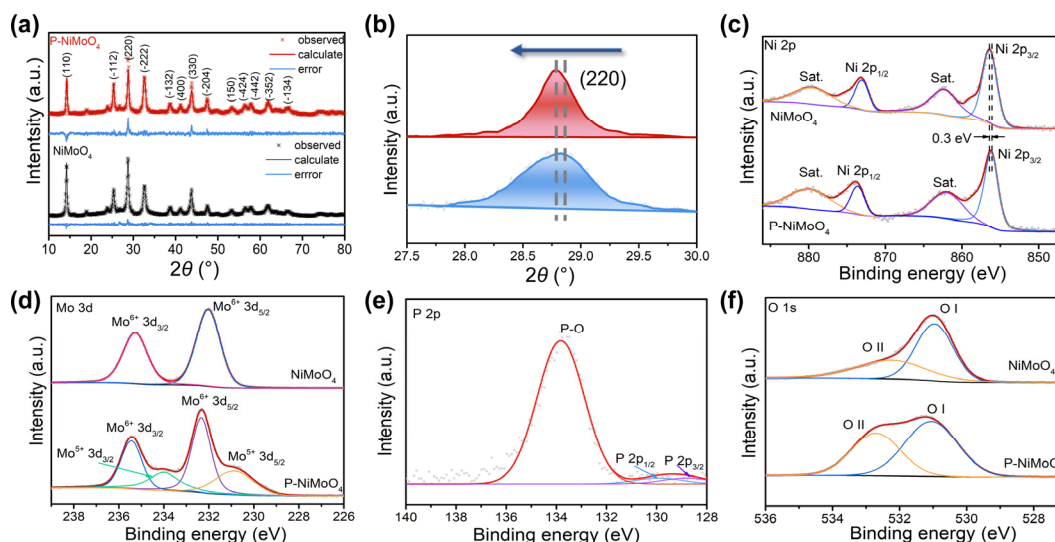 (a)
P-NiMoO4
observed
calculate
error
(110)
(-112)
(220)
(-222)
(-132)
(400)
(330)
(-204)
(150)
(-424)
(-442)
(-352)
(-134)
NiMoO4
observed
calculate
errror
Intensity (a.u.)
10 20 30 40 50 60 70 80
2θ (°)
(b)
(220)
Intensity (a.u.)
27.5 28.0 28.5 29.0 29.5 30.0
2θ (°)
(c)
Ni 2p
Ni 2p3/2
Sat.
Ni 2p1/2
Sat.
NiMoO4
0.3 eV
Ni 2p3/2
Sat.
Ni 2p1/2
Sat.
P-NiMoO4
Intensity (a.u.)
880 870 860 850
Binding energy (eV)
(d)
Mo 3d
Mo6+ 3d5/2
Mo6+ 3d3/2
NiMoO4
Mo6+ 3d5/2
Mo6+ 3d3/2
Mo5+ 3d3/2
Mo5+ 3d5/2
P-NiMoO4
Intensity (a.u.)
238 236 234 232 230 228 226
Binding energy (eV)
(e)
P 2p
P-O
P 2p1/2
P 2p3/2
Intensity (a.u.)
140 136 134 132 130 128
Binding energy (eV)
(f)
O 1s
O I
O II
NiMoO4
O I
O II
P-NiMoO4
Intensity (a.u.)
536 534 532 530 528
Binding energy (eV)